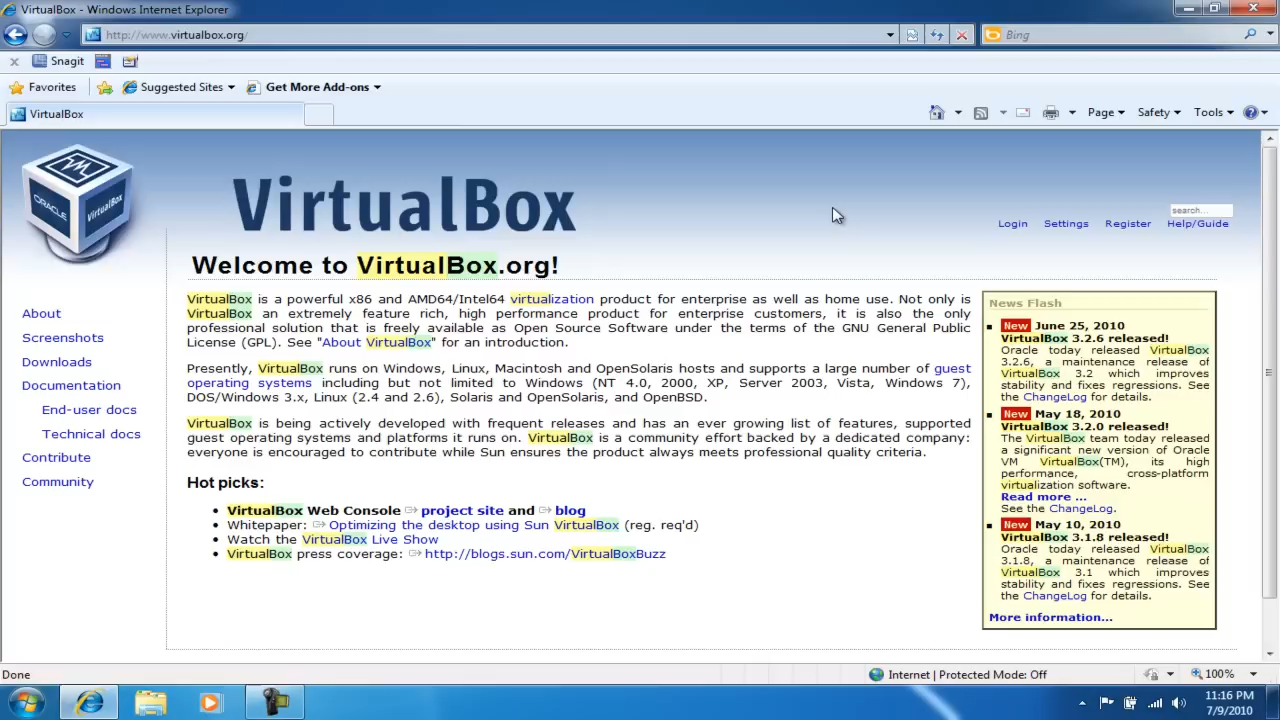 VirtualBox - Windows Internet Explorer
http://www.virtualbox.org/
Bing
Snagit
Favorites
Suggested Sites
Get More Add-ons
VirtualBox
Page
Safety
Tools
ORACLE
VirtualBox
VirtualBox
search...
Login Settings Register Help/Guide
Welcome to VirtualBox.org!
About
Screenshots
Downloads
Documentation
End-user docs
Technical docs
Contribute
Community
VirtualBox is a powerful x86 and AMD64/Intel64 virtualization product for enterprise as well as home use. Not only is
VirtualBox an extremely feature rich, high performance product for enterprise customers, it is also the only
professional solution that is freely available as Open Source Software under the terms of the GNU General Public
License (GPL). See "About VirtualBox" for an introduction.
Presently, VirtualBox runs on Windows, Linux, Macintosh and OpenSolaris hosts and supports a large number of guest
operating systems including but not limited to Windows (NT 4.0, 2000, XP, Server 2003, Vista, Windows 7),
DOS/Windows 3.x, Linux (2.4 and 2.6), Solaris and OpenSolaris, and OpenBSD.
VirtualBox is being actively developed with frequent releases and has an ever growing list of features, supported
guest operating systems and platforms it runs on. VirtualBox is a community effort backed by a dedicated company:
everyone is encouraged to contribute while Sun ensures the product always meets professional quality criteria.
Hot picks:
• VirtualBox Web Console project site and blog
• Whitepaper: Optimizing the desktop using Sun VirtualBox (reg. req'd)
• Watch the VirtualBox Live Show
• VirtualBox press coverage: http://blogs.sun.com/VirtualBoxBuzz
News Flash
New June 25, 2010
VirtualBox 3.2.6 released!
Oracle today released VirtualBox
3.2.6, a maintenance release of
VirtualBox 3.2 which improves
stability and fixes regressions. See
the ChangeLog for details.
New May 18, 2010
VirtualBox 3.2.0 released!
The VirtualBox team today released
a significant new version of Oracle
VM VirtualBox(TM), its high
performance, cross-platform
virtualization software.
Read more ...
See the ChangeLog.
New May 10, 2010
VirtualBox 3.1.8 released!
Oracle today released VirtualBox
3.1.8, a maintenance release of
VirtualBox 3.1 which improves
stability and fixes regressions. See
the ChangeLog for details.
More information...
Done
Internet | Protected Mode: Off
100%
11:16 PM
7/9/2010